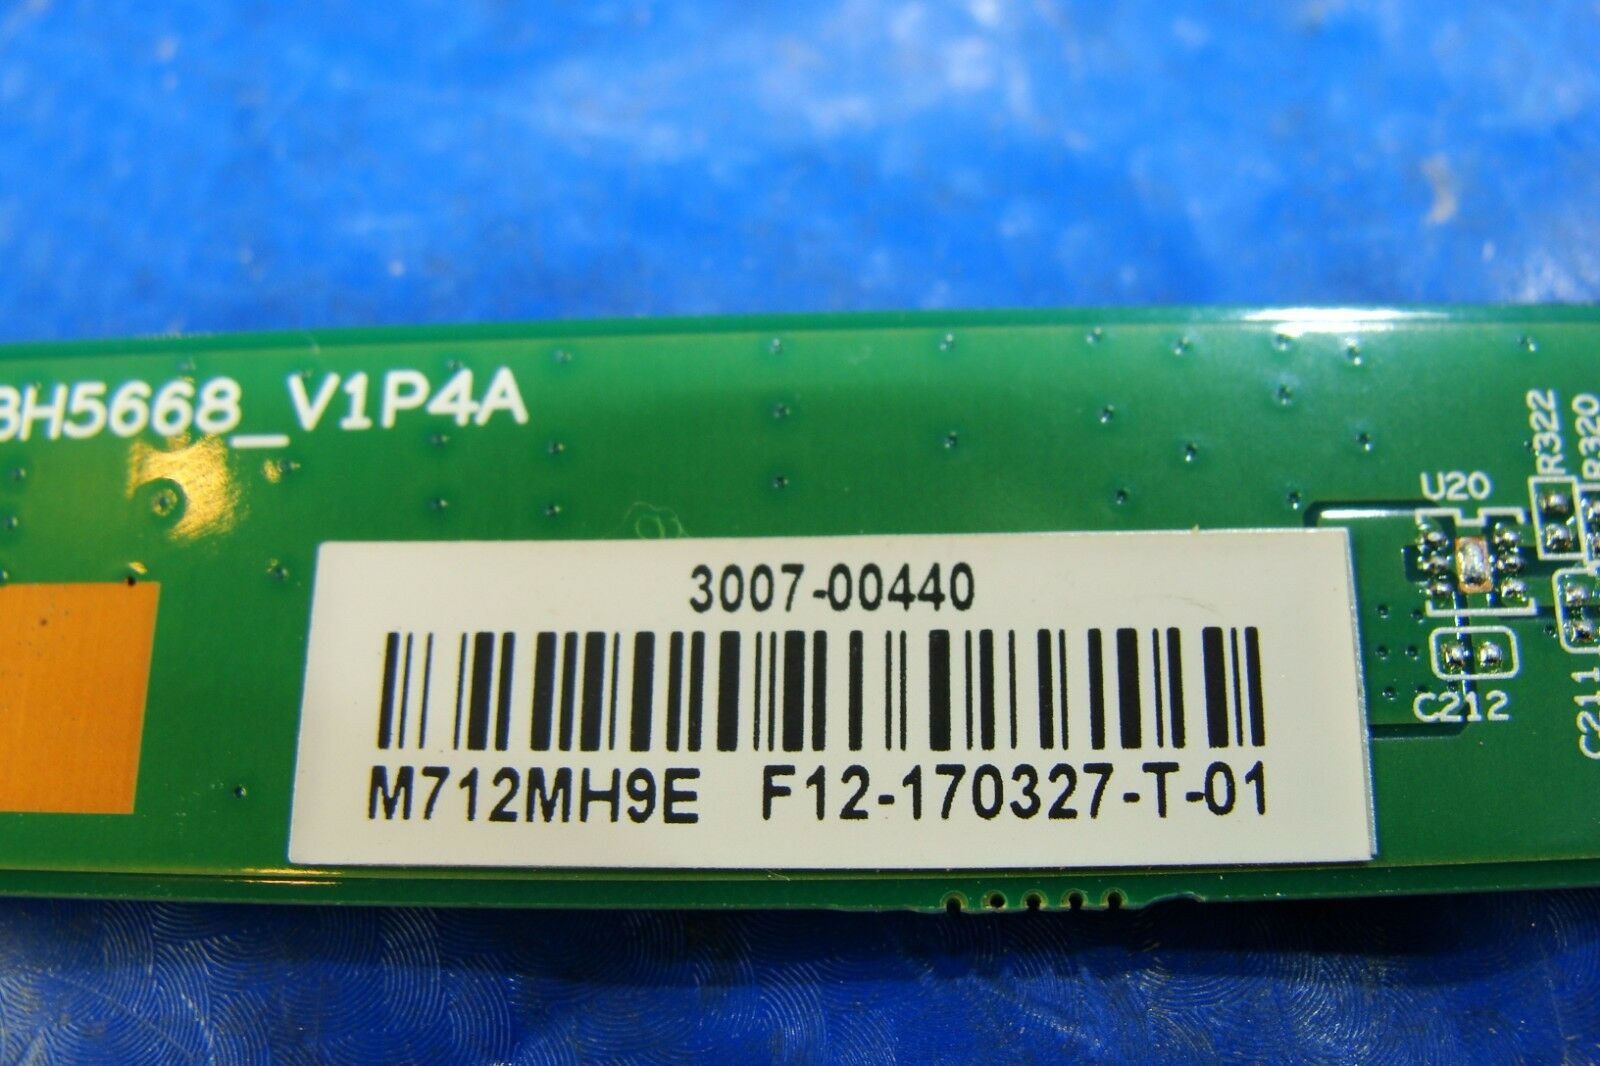 BH5668_V1P4A
R322
R320
U20
3007-00440
C212
C211
M712MH9E F12-170327-T-01